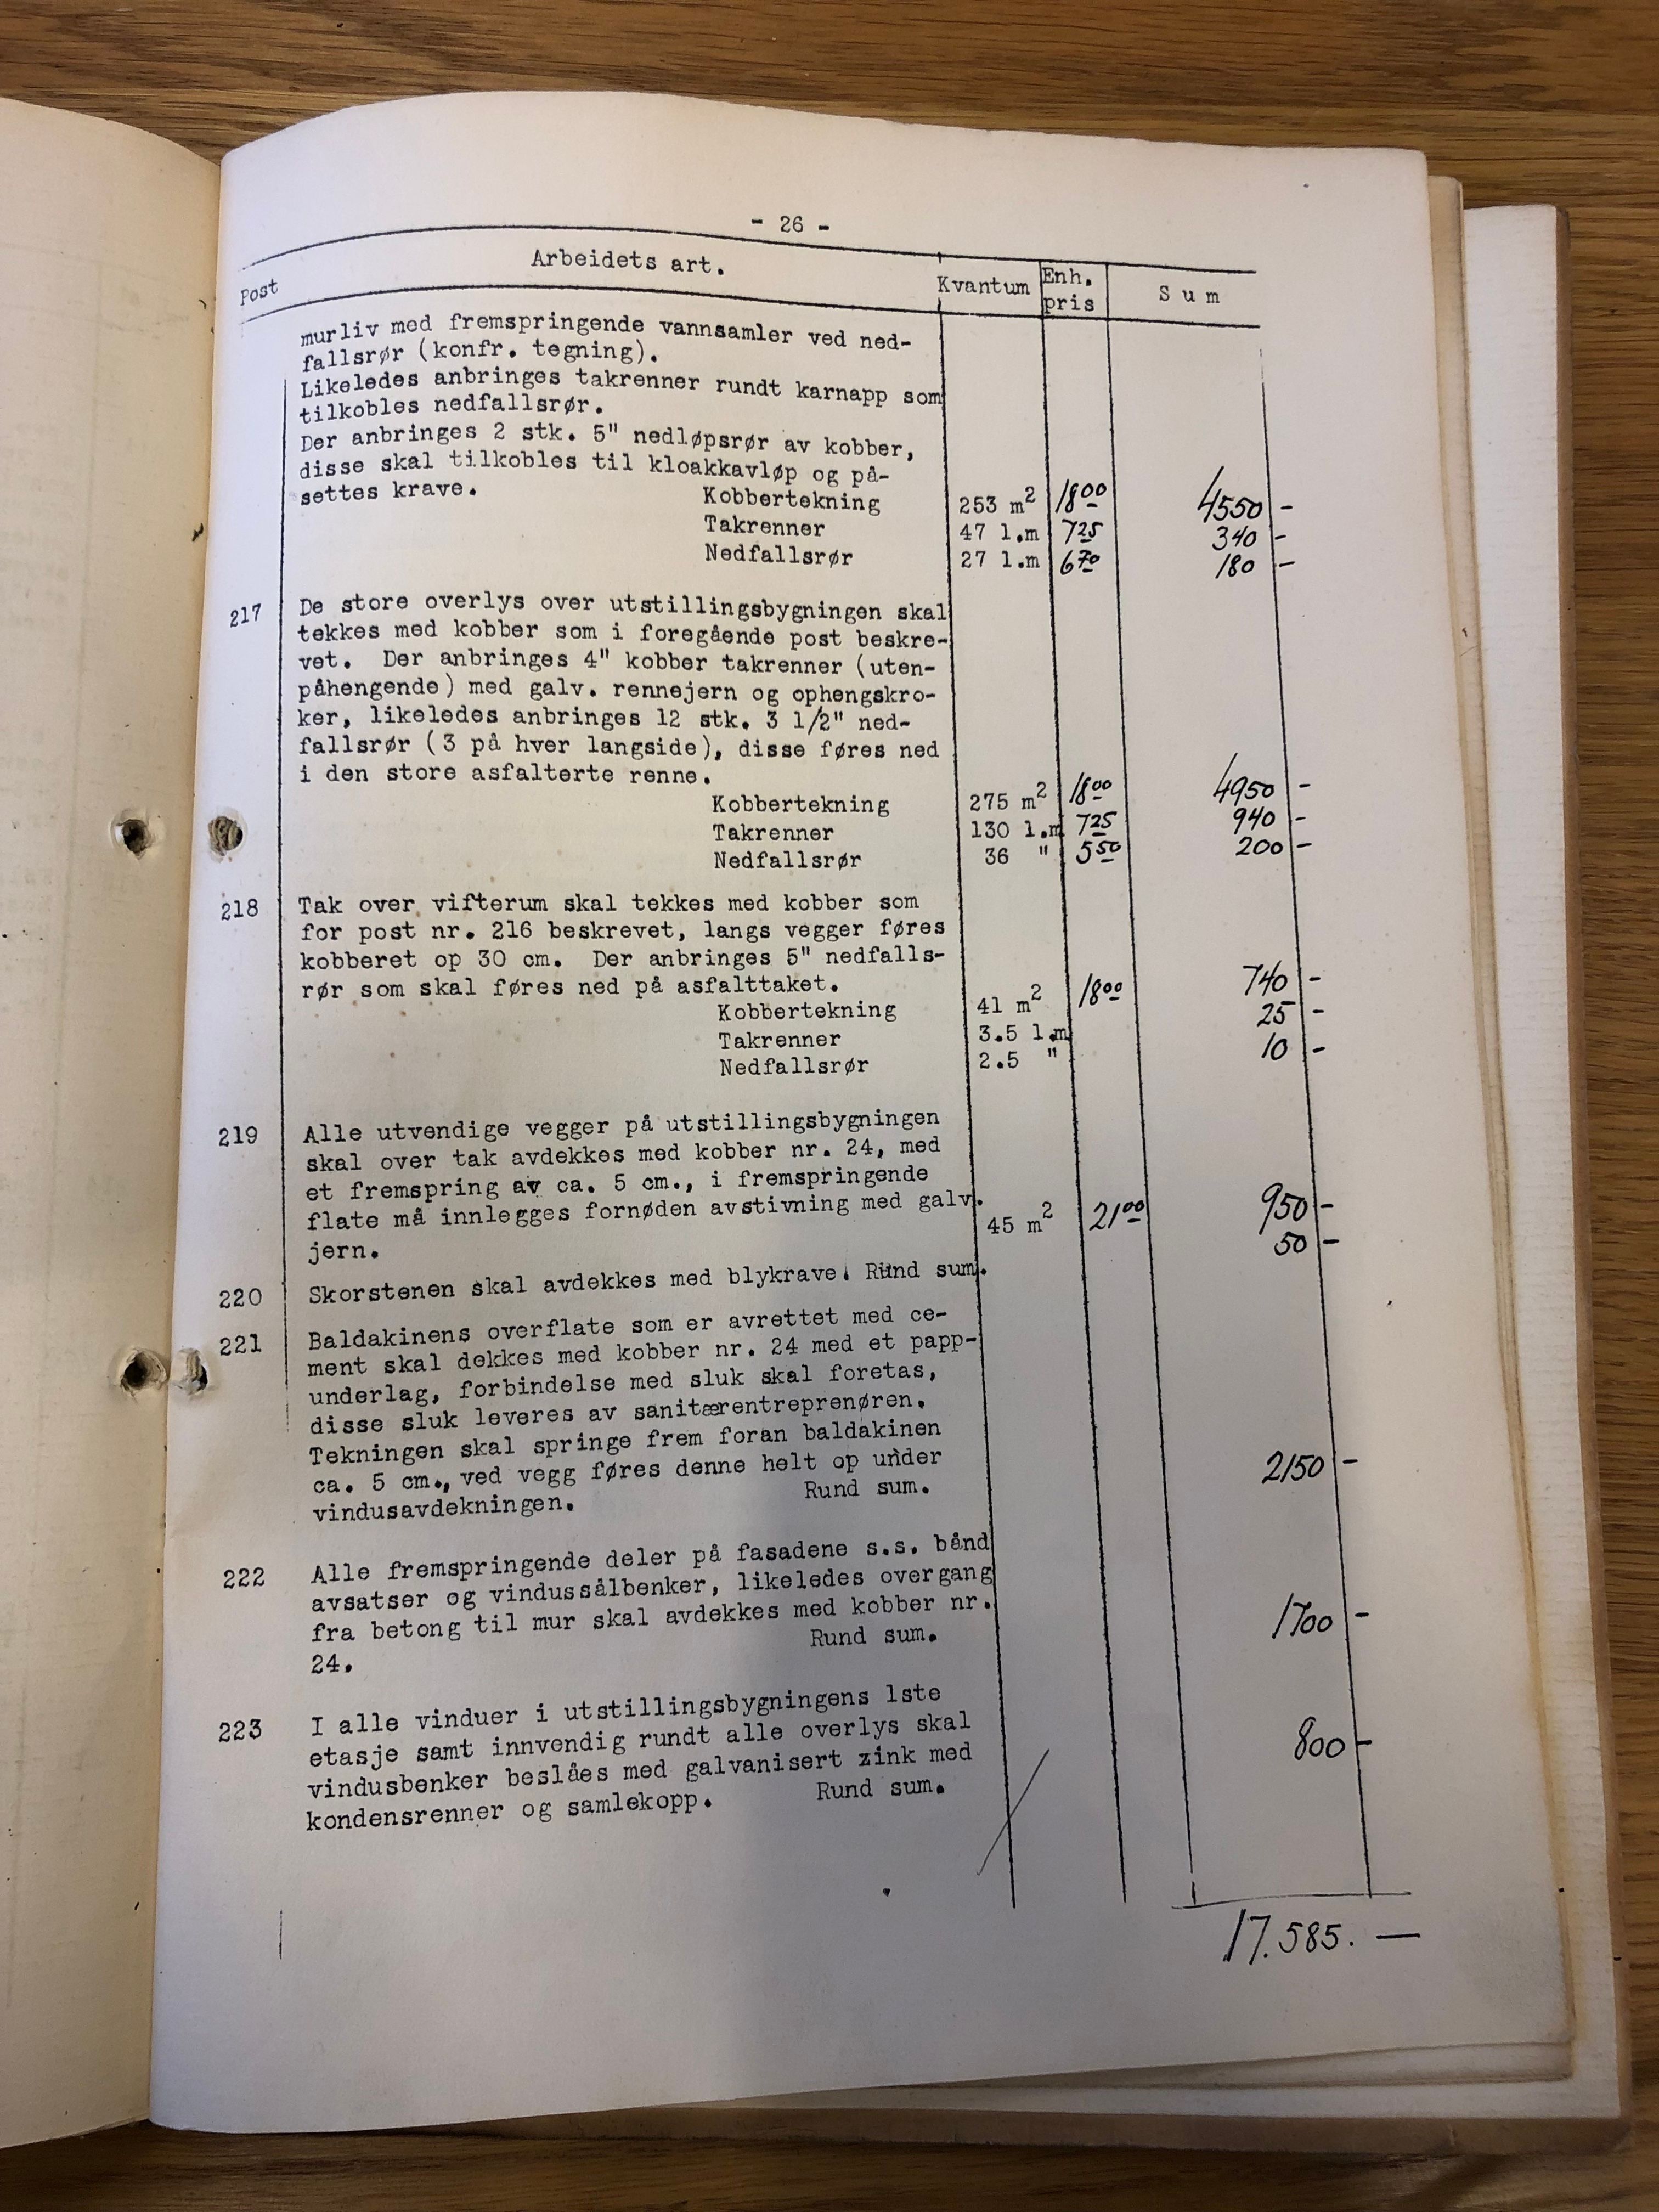 - 26 -
Post Arbeidets art. Kvantum Enh. pris Sum
murliv med fremspringende vannsamler ved ned-
fallsrør (konfr. tegning).
Likeledes anbringes takrenner rundt karnapp som
tilkobles nedfallsrør.
Der anbringes 2 stk. 5" nedløpsrør av kobber,
disse skal tilkobles til kloakkavløp og på-
settes krave.
Kobbertekning 253 m2 18 00 4550 -
Takrenner 47 l.m 7 25 340 -
Nedfallsrør 27 l.m 6 70 180 -
217 De store overlys over utstillingsbygningen skal
tekkes med kobber som i foregående post beskre-
vet. Der anbringes 4" kobber takrenner (uten-
påhengende) med galv. rennejern og ophengskro-
ker, likeledes anbringes 12 stk. 3 1/2" ned-
fallsrør (3 på hver langside), disse føres ned
i den store asfalterte renne.
Kobbertekning 275 m2 18 00 4950 -
Takrenner 130 l.m 7 25 940 -
Nedfallsrør 36 " 5 50 200 -
218 Tak over vifterum skal tekkes med kobber som
for post nr. 216 beskrevet, langs vegger føres
kobberet op 30 cm. Der anbringes 5" nedfalls-
rør som skal føres ned på asfalttaket.
Kobbertekning 41 m2 18 00 740 -
Takrenner 3.5 l.m 25 -
Nedfallsrør 2.5 " 10 -
219 Alle utvendige vegger på utstillingsbygningen
skal over tak avdekkes med kobber nr. 24, med
et fremspring av ca. 5 cm., i fremspringende
flate må innlegges fornøden avstivning med galv.
jern. 45 m2 21 00 950 -
220 Skorstenen skal avdekkes med blykrave. Rund sum. 50 -
221 Baldakinens overflate som er avrettet med ce-
ment skal dekkes med kobber nr. 24 med et papp-
underlag, forbindelse med sluk skal foretas,
disse sluk leveres av sanitærentreprenøren.
Tekningen skal springe frem foran baldakinen
ca. 5 cm., ved vegg føres denne helt op under
vindusavdekningen. Rund sum. 2150 -
222 Alle fremspringende deler på fasadene s.s. bånd
avsatser og vindussålbenker, likeledes overgang
fra betong til mur skal avdekkes med kobber nr.
24. Rund sum. 1700 -
223 I alle vinduer i utstillingsbygningens 1ste
etasje samt innvendig rundt alle overlys skal
vindusbenker beslåes med galvanisert zink med
kondensrenner og samlekopp. Rund sum. 800 -
17.585. —